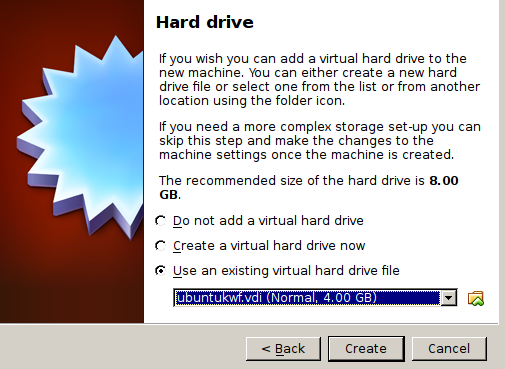 Hard drive
If you wish you can add a virtual hard drive to the
new machine. You can either create a new hard
drive file or select one from the list or from another
location using the folder icon.
If you need a more complex storage set-up you can
skip this step and make the changes to the
machine settings once the machine is created.
The recommended size of the hard drive is 8.00
GB.
Do not add a virtual hard drive
Create a virtual hard drive now
Use an existing virtual hard drive file
ubuntukwf.vdi (Normal, 4.00 GB)
< Back
Create
Cancel